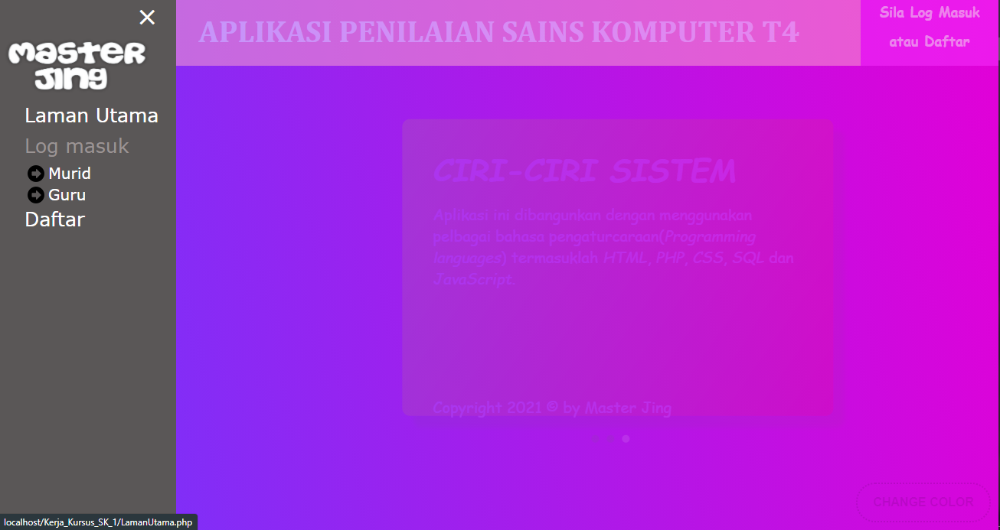 ×
master
Jing
Laman Utama
Log masuk
Murid
Guru
Daftar
APLIKASI PENILAIAN SAINS KOMPUTER T4
Sila Log Masuk
atau Daftar
CIRI-CIRI SISTEM
Aplikasi ini dibangunkan dengan menggunakan
pelbagai bahasa pengaturcaraan(Programming
languages) termasuklah HTML, PHP, CSS, SQL dan
JavaScript.
Copyright 2021 © by Master Jing
CHANGE COLOR
localhost/Kerja_Kursus_SK_1/LamanUtama.php